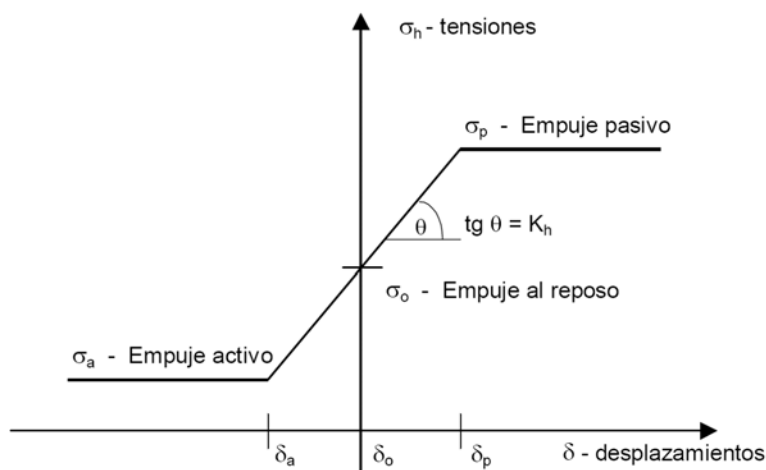 σh - tensiones
σp - Empuje pasivo
θ
tg θ = Kh
σo - Empuje al reposo
σa - Empuje activo
δa
δo
δp
δ - desplazamientos